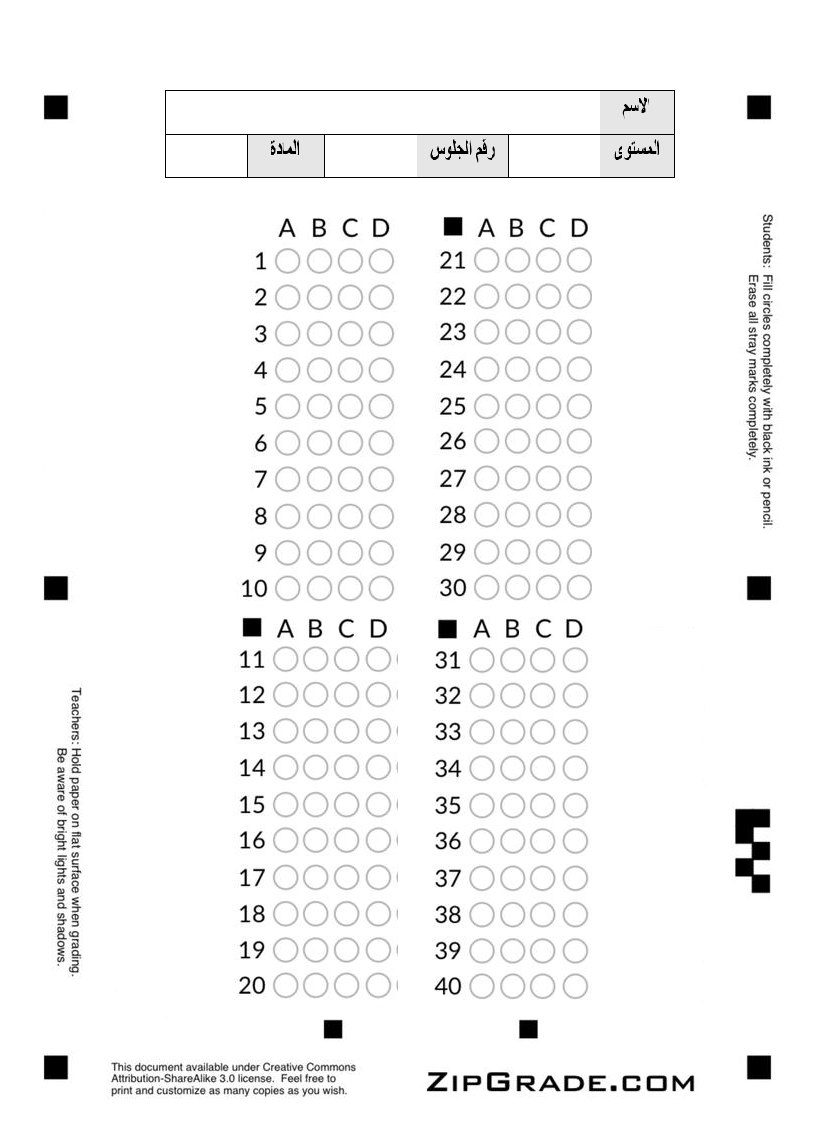 الاسم
المستوى رقم الجلوس المادة
A B C D
1
2
3
4
5
6
7
8
9
10
A B C D
11
12
13
14
15
16
17
18
19
20
A B C D
21
22
23
24
25
26
27
28
29
30
A B C D
31
32
33
34
35
36
37
38
39
40
Students: Fill circles completely with black ink or pencil.
Erase all stray marks completely.
Teachers: Hold paper on flat surface when grading.
Be aware of bright lights and shadows.
This document available under Creative Commons
Attribution-ShareAlike 3.0 license. Feel free to
print and customize as many copies as you wish.
ZIPGRADE.COM